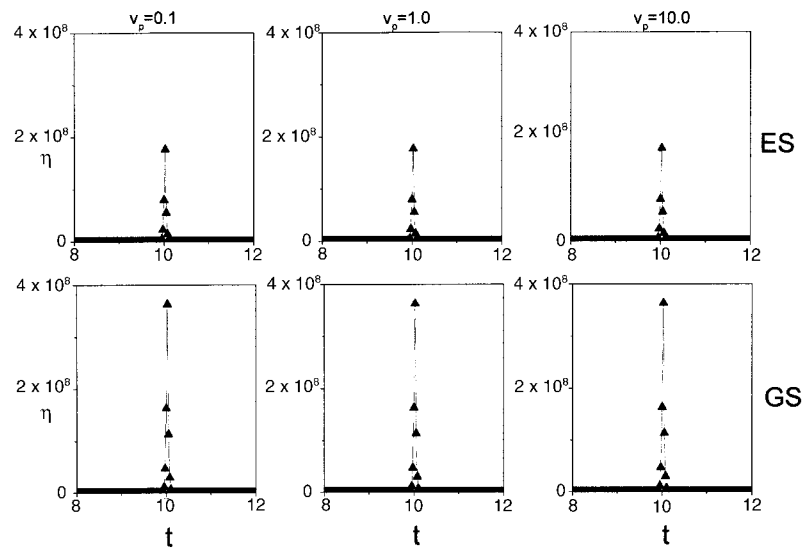 v_p=0.1 v_p=1.0 v_p=10.0
4 x 10^8 4 x 10^8 4 x 10^8
2 x 10^8 2 x 10^8 2 x 10^8
η ES
0 0 0
8 10 12 8 10 12 8 10 12
4 x 10^8 4 x 10^8 4 x 10^8
2 x 10^8 2 x 10^8 2 x 10^8
η GS
0 0 0
8 10 12 8 10 12 8 10 12
t t t